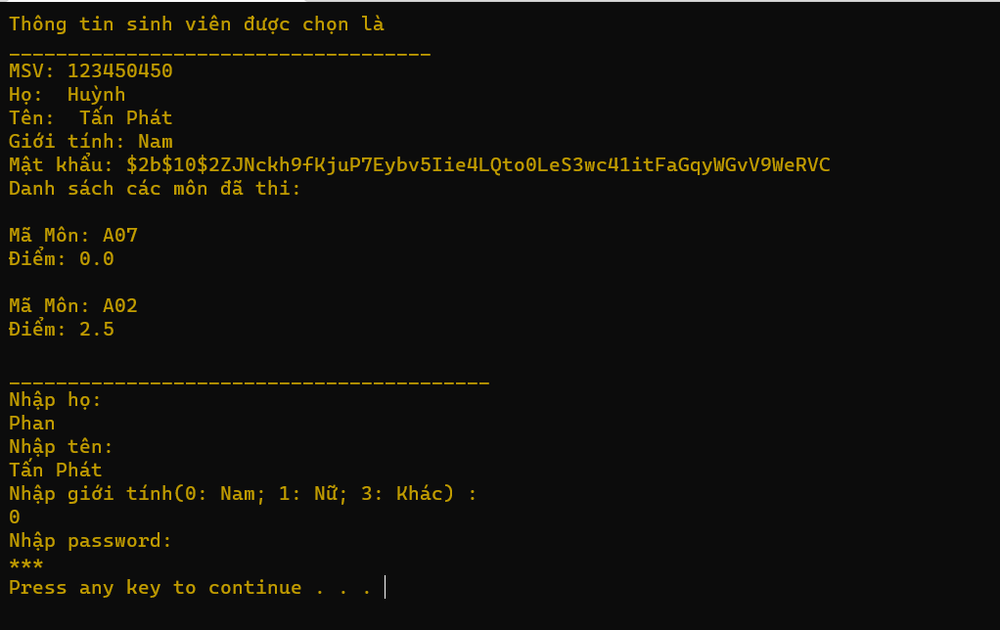 Thông tin sinh viên được chọn là
____________________________________
MSV: 123450450
Họ:  Huỳnh
Tên:  Tấn Phát
Giới tính: Nam
Mật khẩu: $2b$10$2ZJNckh9fKjuP7Eybv5Iie4LQto0LeS3wc41itFaGqyWGvV9WeRVC
Danh sách các môn đã thi:
Mã Môn: A07
Điểm: 0.0
Mã Môn: A02
Điểm: 2.5
_________________________________________
Nhập họ:
Phan
Nhập tên:
Tấn Phát
Nhập giới tính(0: Nam; 1: Nữ; 3: Khác) :
0
Nhập password:
***
Press any key to continue . . .